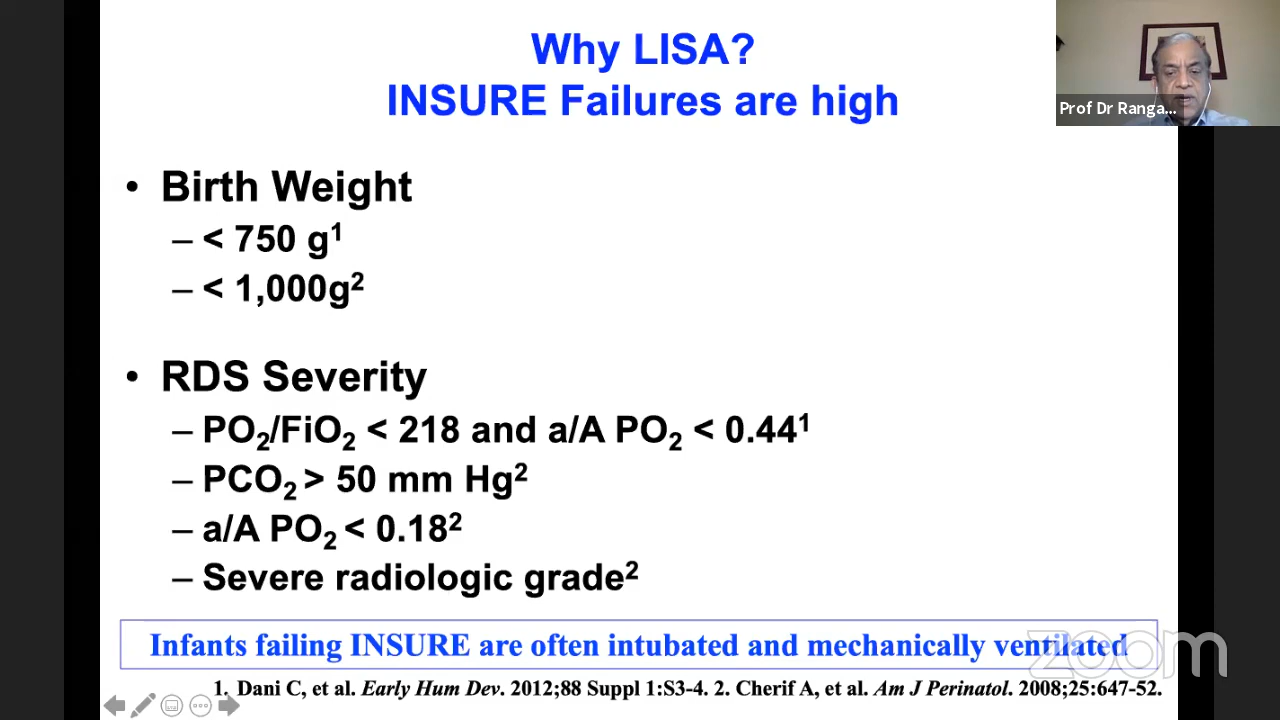 Why LISA?
INSURE Failures are high
Prof Dr Ranga...
• Birth Weight
– < 750 g¹
– < 1,000g²
• RDS Severity
– PO₂/FiO₂ < 218 and a/A PO₂ < 0.44¹
– PCO₂ > 50 mm Hg²
– a/A PO₂ < 0.18²
– Severe radiologic grade²
Infants failing INSURE are often intubated and mechanically ventilated
zoom
1. Dani C, et al. Early Hum Dev. 2012;88 Suppl 1:S3-4. 2. Cherif A, et al. Am J Perinatol. 2008;25:647-52.